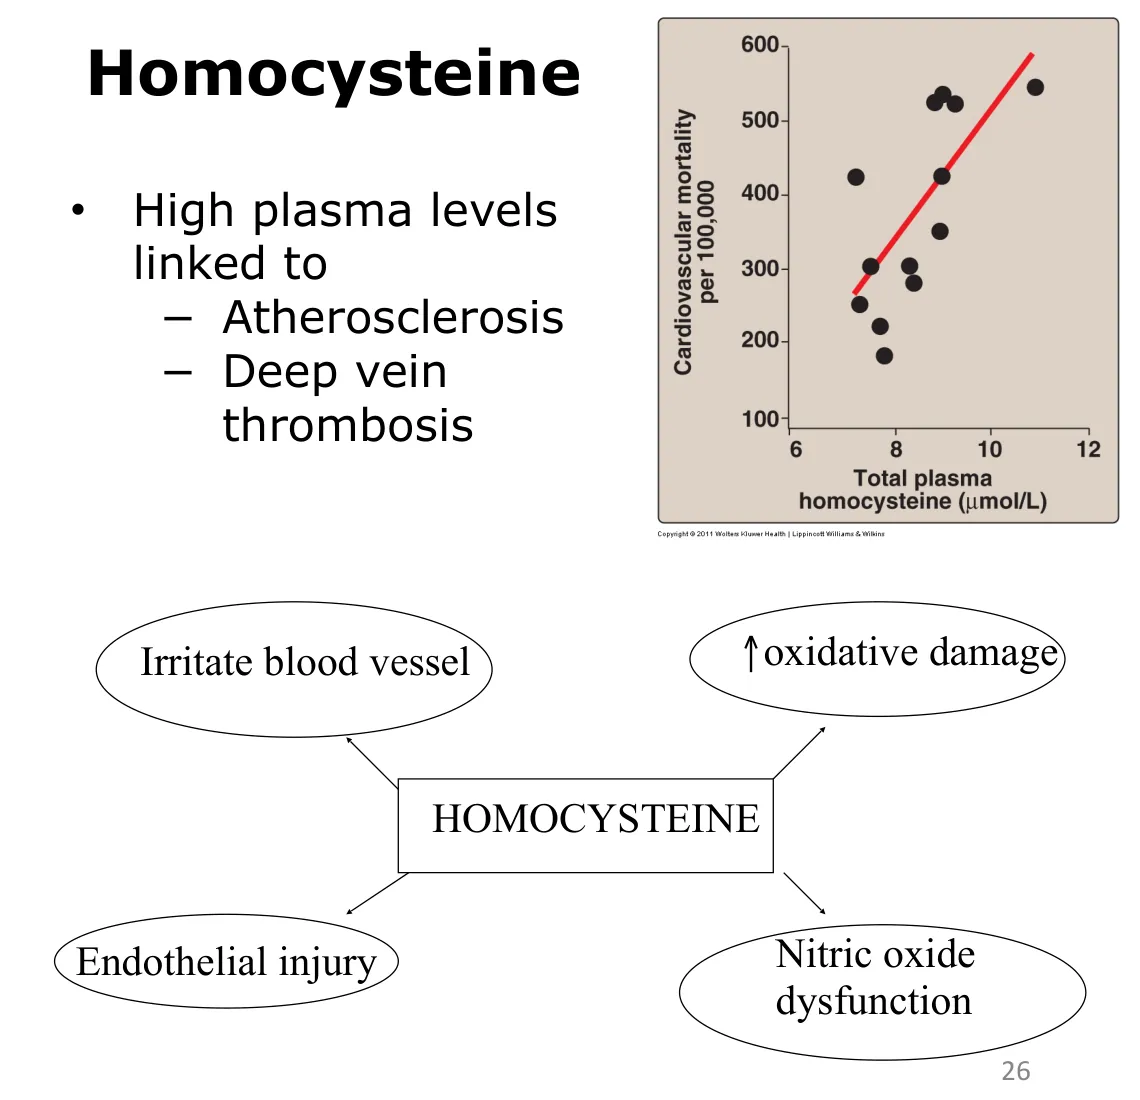 Homocysteine
• High plasma levels
linked to
– Atherosclerosis
– Deep vein
thrombosis
Cardiovascular mortality
per 100,000
600
500
400
300
200
100
6 8 10 12
Total plasma
homocysteine (μmol/L)
Copyright © 2011 Wolters Kluwer Health | Lippincott Williams & Wilkins
Irritate blood vessel
↑oxidative damage
HOMOCYSTEINE
Endothelial injury
Nitric oxide
dysfunction
26